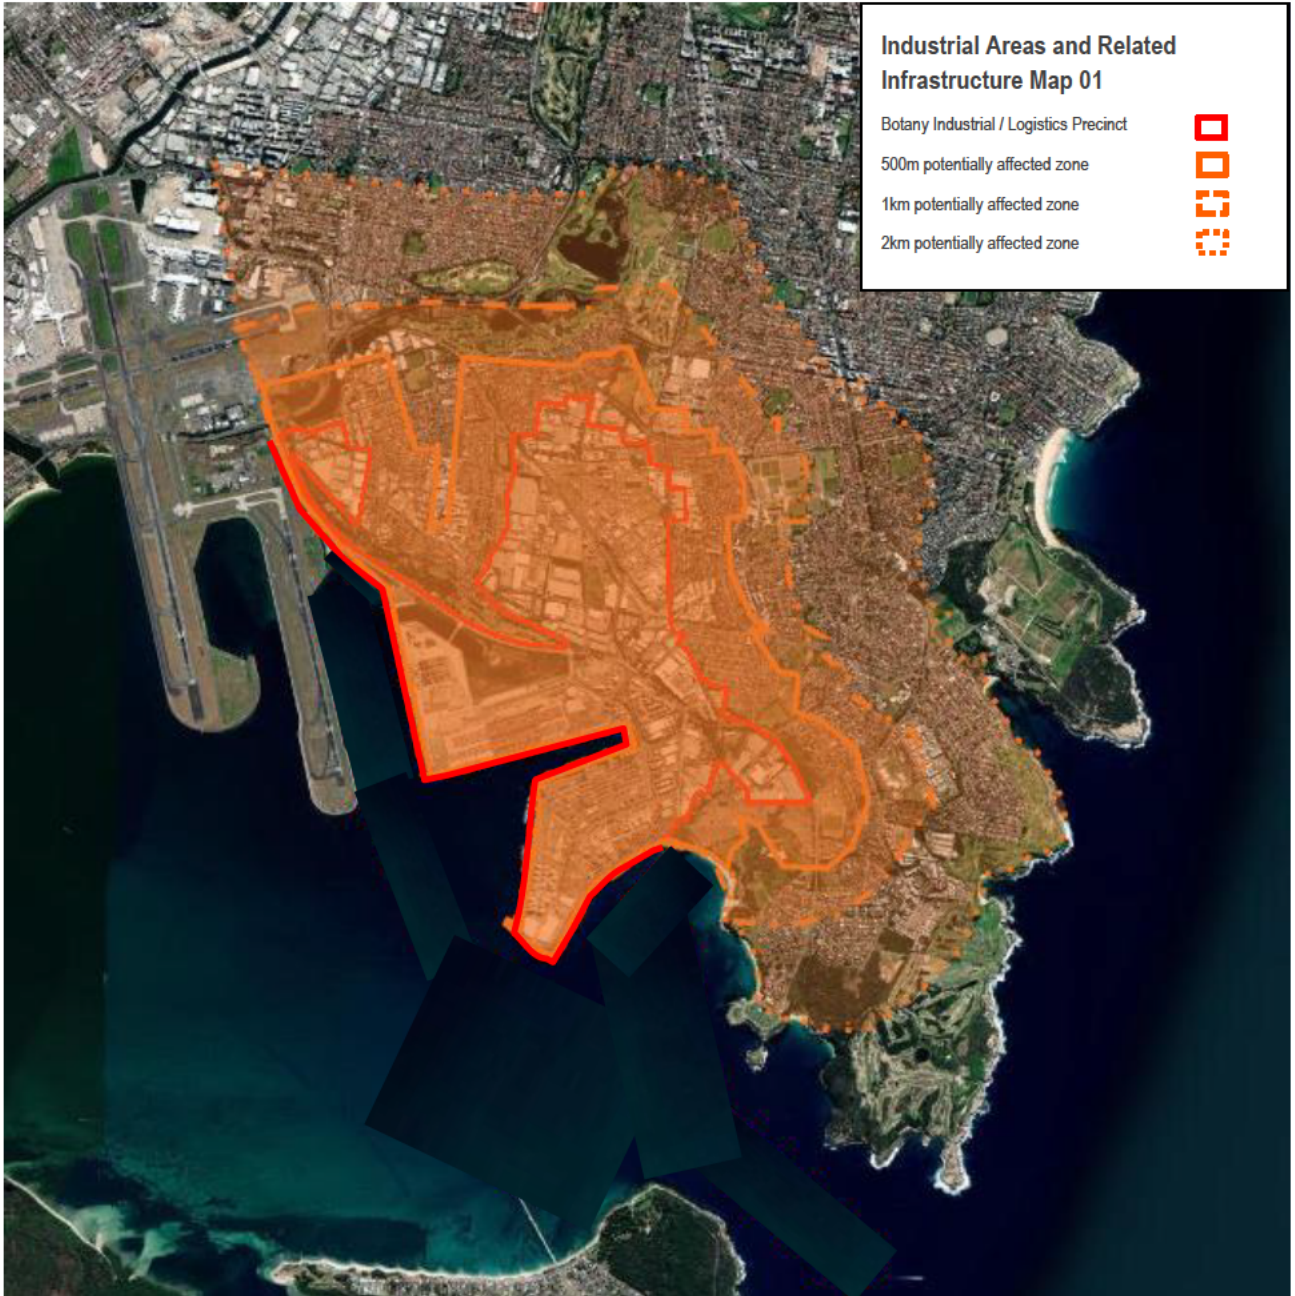 Industrial Areas and Related
Infrastructure Map 01
Botany Industrial / Logistics Precinct
500m potentially affected zone
1km potentially affected zone
2km potentially affected zone